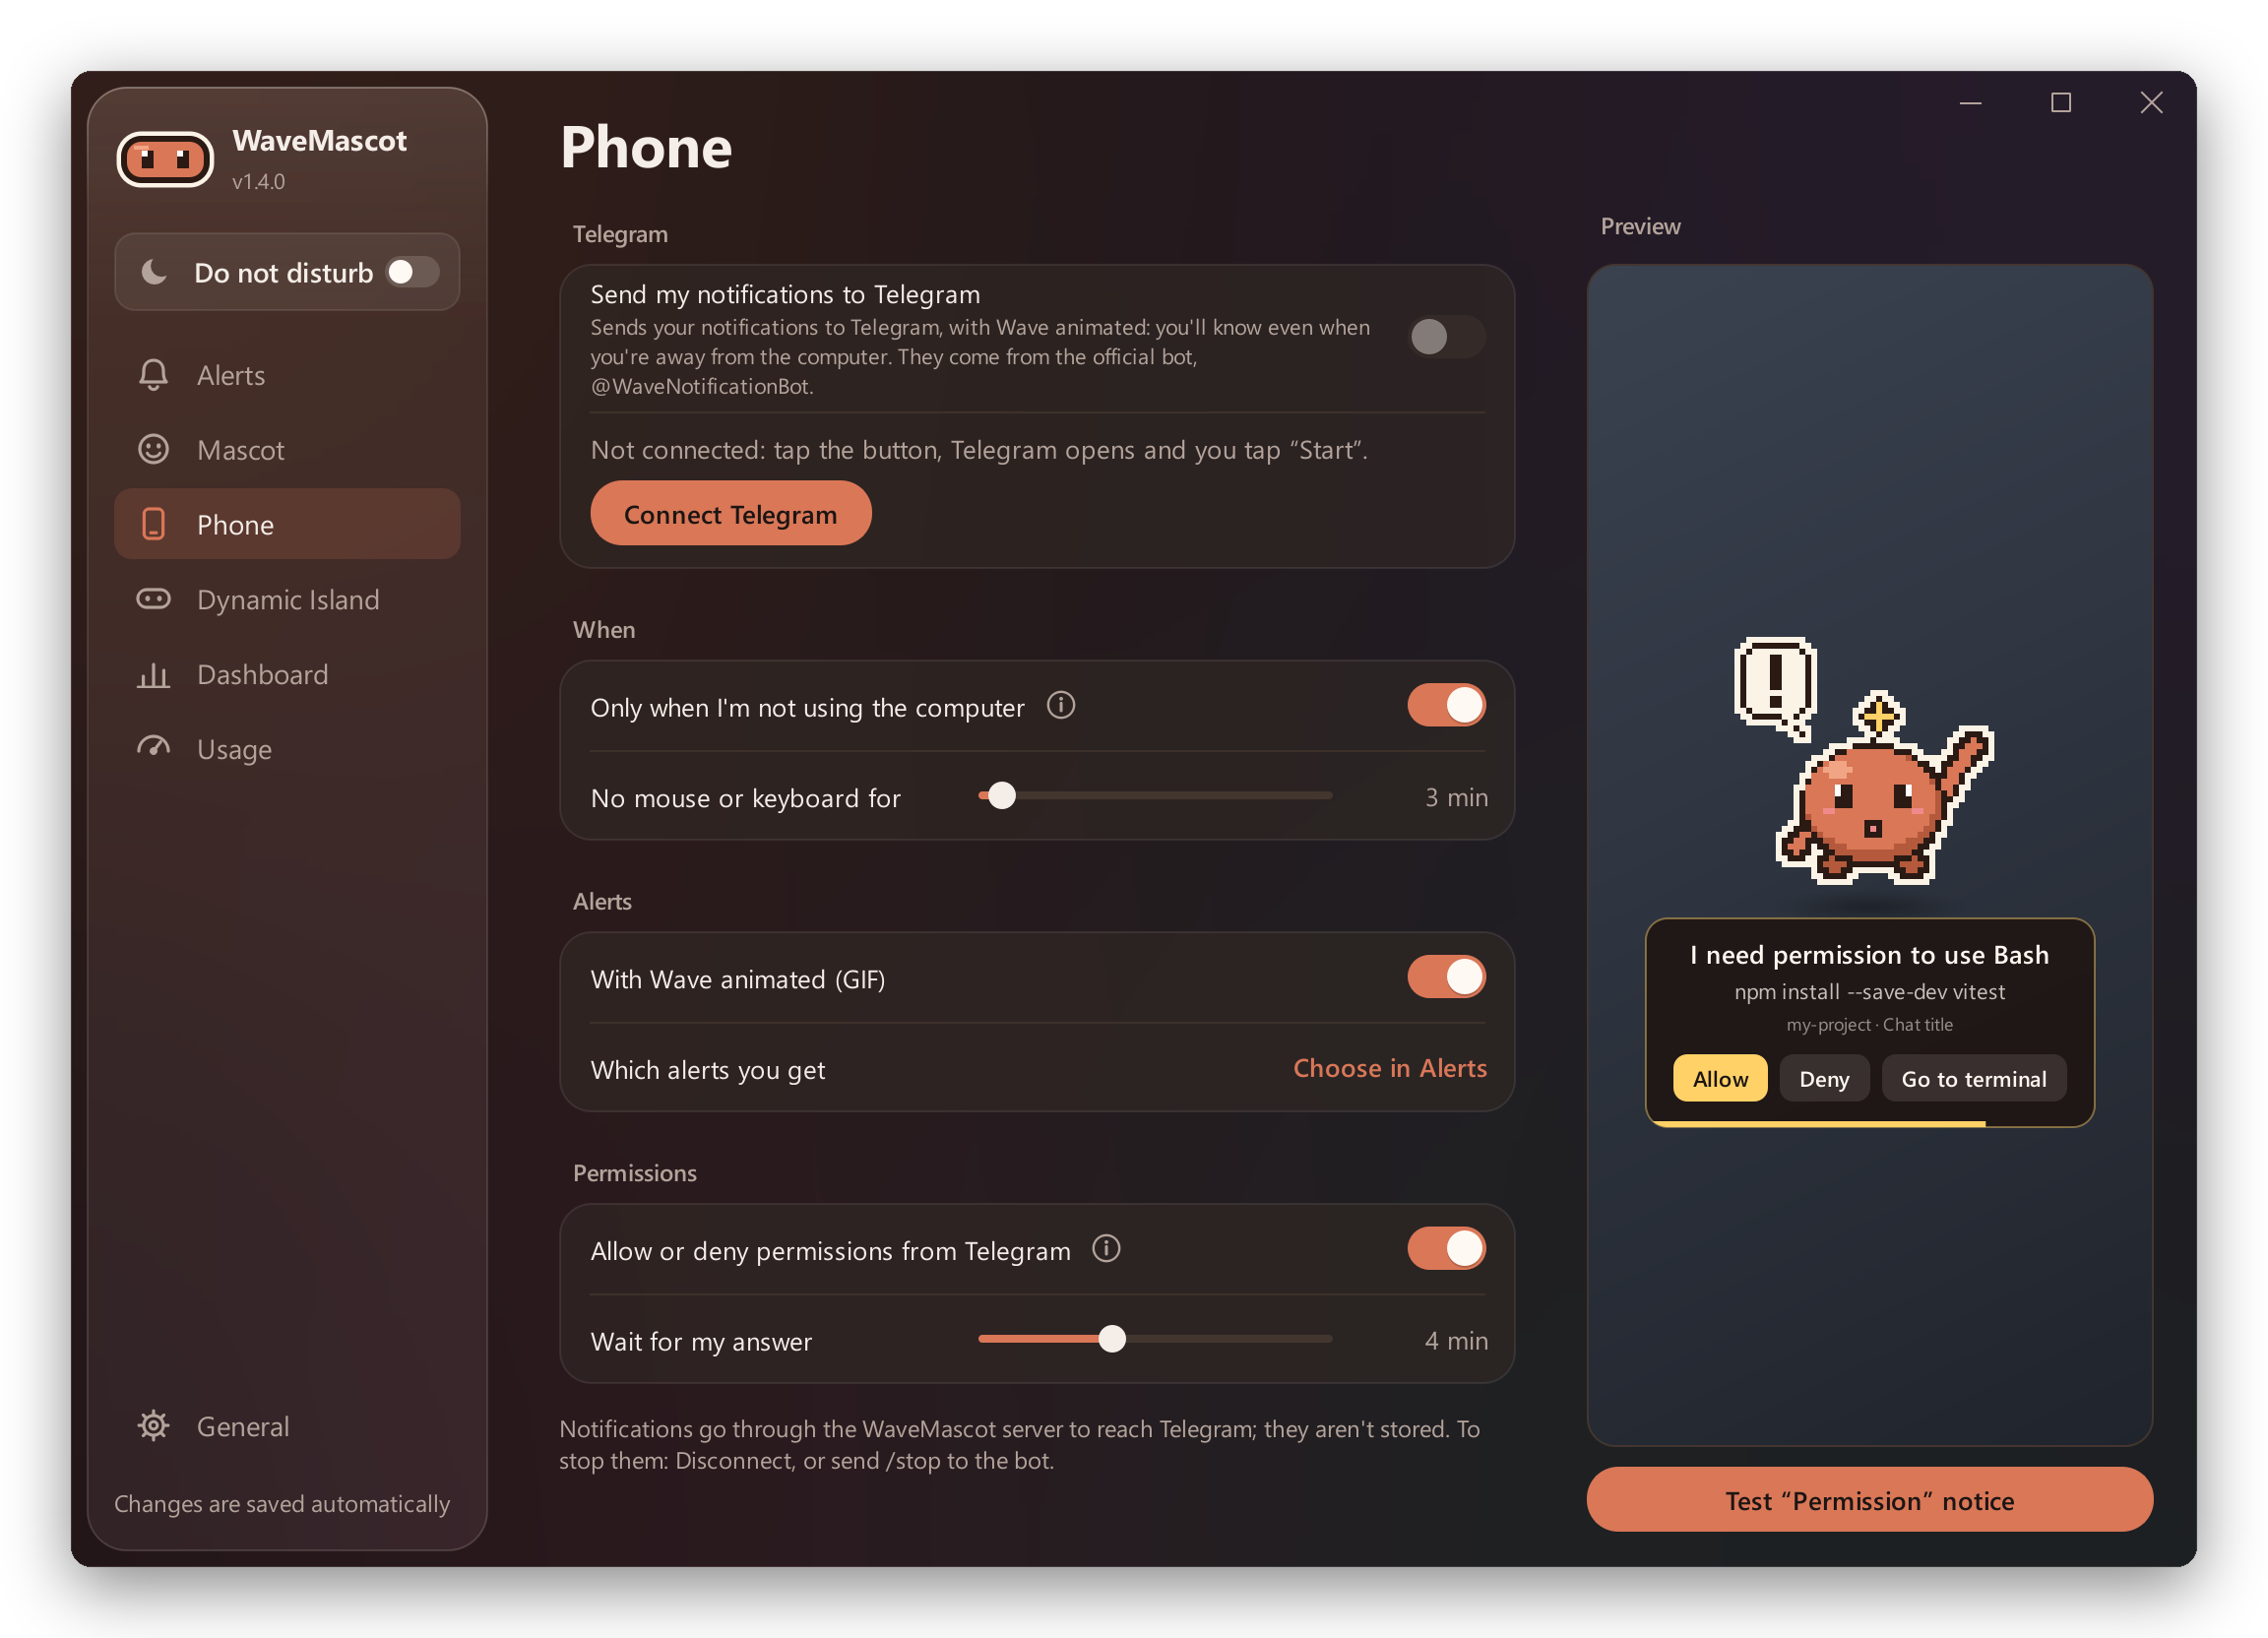 WaveMascot
v1.4.0
Do not disturb
Alerts
Mascot
Phone
Dynamic Island
Dashboard
Usage
General
Changes are saved automatically
Phone
Telegram
Send my notifications to Telegram
Sends your notifications to Telegram, with Wave animated: you'll know even when
you're away from the computer. They come from the official bot,
@WaveNotificationBot.
Not connected: tap the button, Telegram opens and you tap “Start”.
Connect Telegram
When
Only when I'm not using the computer
No mouse or keyboard for 3 min
Alerts
With Wave animated (GIF)
Which alerts you get Choose in Alerts
Permissions
Allow or deny permissions from Telegram
Wait for my answer 4 min
Notifications go through the WaveMascot server to reach Telegram; they aren't stored. To
stop them: Disconnect, or send /stop to the bot.
Preview
!
I need permission to use Bash
npm install --save-dev vitest
my-project · Chat title
Allow Deny Go to terminal
Test “Permission” notice